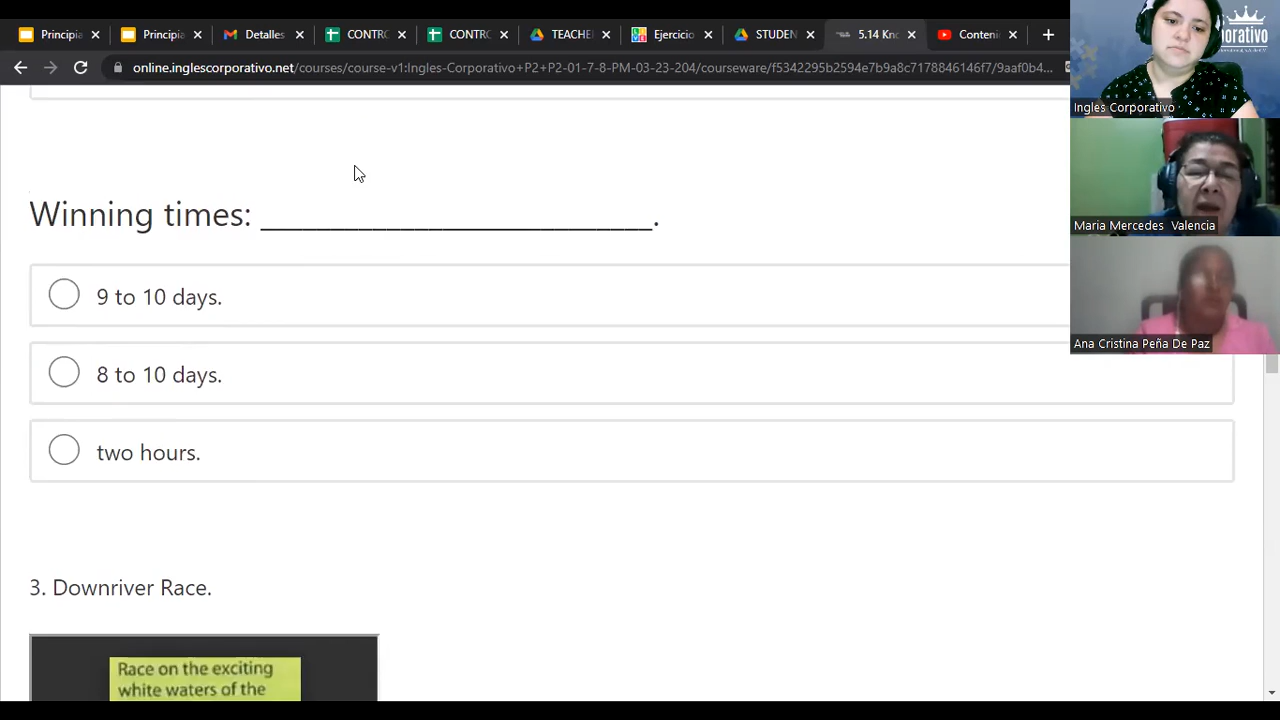 Principia
Principia
Detalles
CONTRO
CONTRO
TEACHE
Ejercicio
STUDEN
5.14 Kno
Conteni
online.inglescorporativo.net/courses/course-v1:Ingles-Corporativo+P2+P2-01-7-8-PM-03-23-204/courseware/f5342595b2594e7b9a8c7178846146f7/9aaf0b4...
orativo
Ingles Corporativo
Winning times: ____________________________.
Maria Mercedes Valencia
9 to 10 days.
Ana Cristina Peña De Paz
8 to 10 days.
two hours.
3. Downriver Race.
Race on the exciting
white waters of the